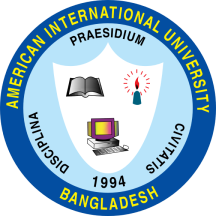 AMERICAN INTERNATIONAL UNIVERSITY
PRAESIDIUM
DISCIPLINA
CIVITATIS
1994
BANGLADESH